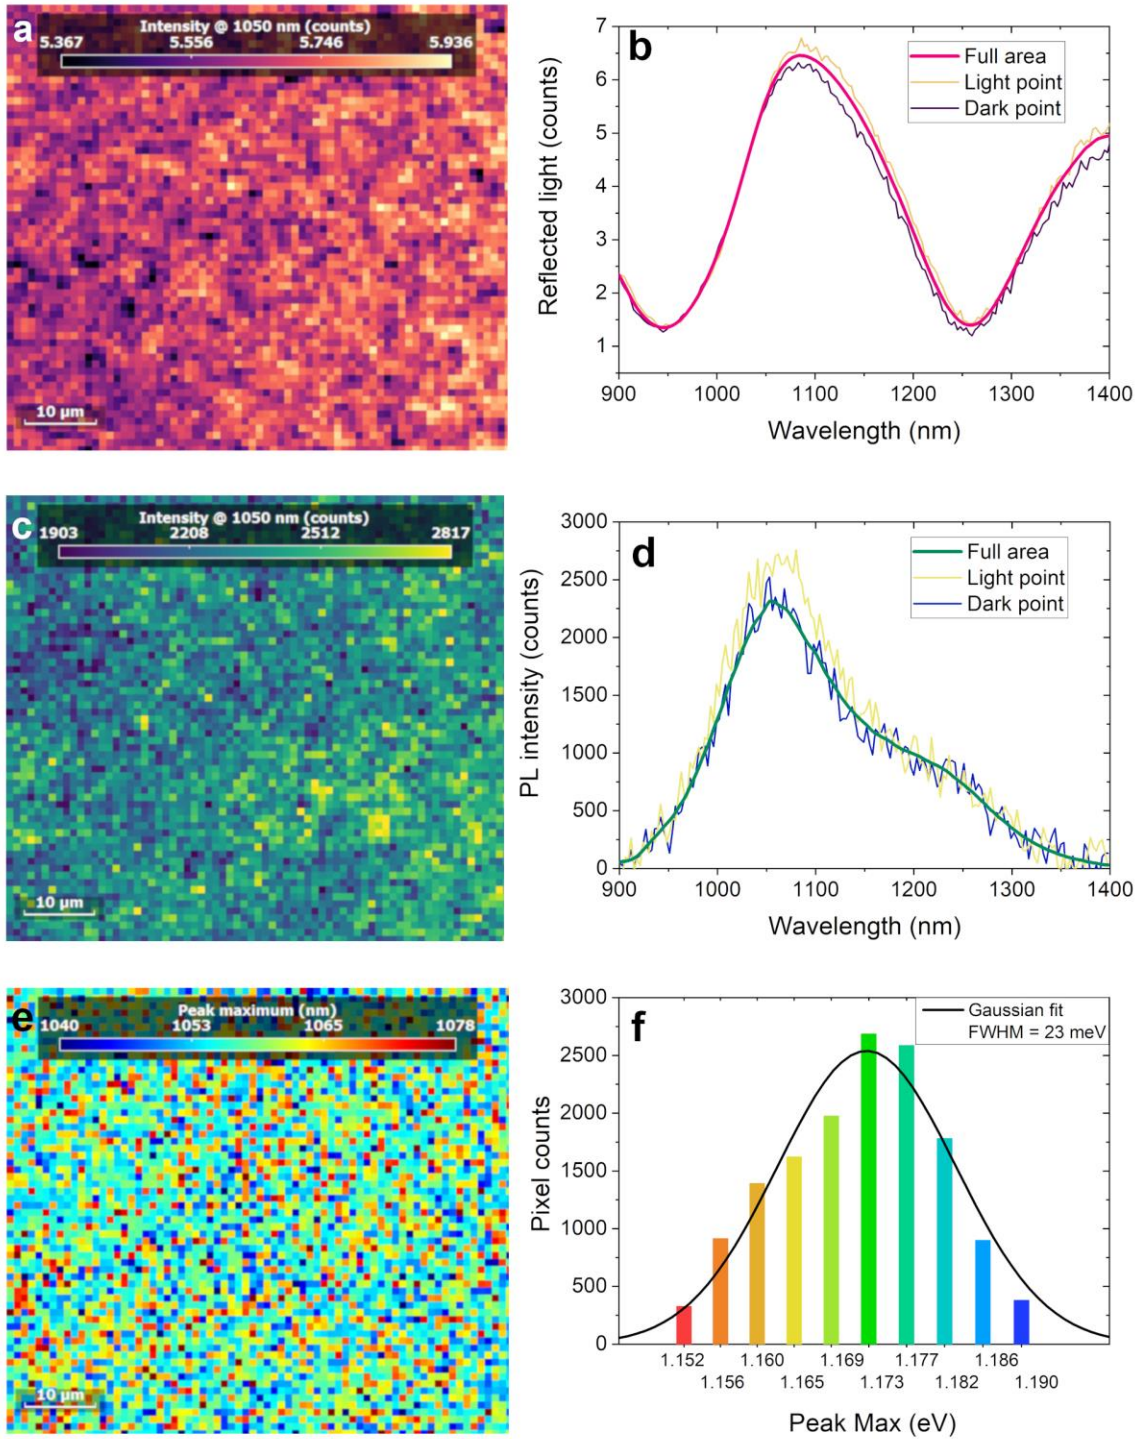 a
Intensity @ 1050 nm (counts)
5.367 5.556 5.746 5.936
10 µm
b
Full area
Light point
Dark point
Reflected light (counts)
7
6
5
4
3
2
1
900 1000 1100 1200 1300 1400
Wavelength (nm)
c
Intensity @ 1050 nm (counts)
1903 2208 2512 2817
10 µm
d
Full area
Light point
Dark point
PL intensity (counts)
3000
2500
2000
1500
1000
500
0
900 1000 1100 1200 1300 1400
Wavelength (nm)
e
Peak maximum (nm)
1040 1053 1065 1078
10 µm
f
Gaussian fit
FWHM = 23 meV
Pixel counts
3000
2500
2000
1500
1000
500
0
1.152 1.160 1.169 1.177 1.186
1.156 1.165 1.173 1.182 1.190
Peak Max (eV)